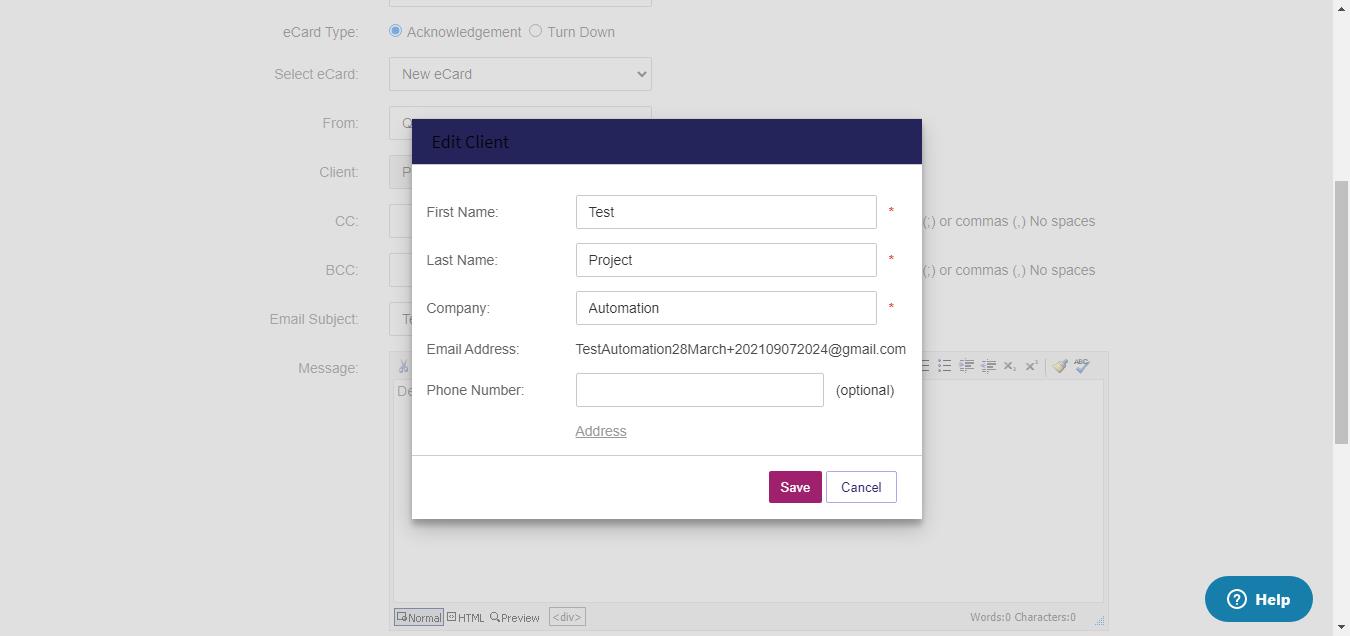 eCard Type: Acknowledgement Turn Down
Select eCard: New eCard
From: Q
Edit Client
Client: P
First Name: Test *
CC: (;) or commas (,) No spaces
Last Name: Project *
BCC: (;) or commas (,) No spaces
Company: Automation *
Email Subject: Te
Email Address: TestAutomation28March+202109072024@gmail.com
Message:
ABC
De
Phone Number: (optional)
Address
Save Cancel
Help
Normal HTML Preview <div> Words:0 Characters:0